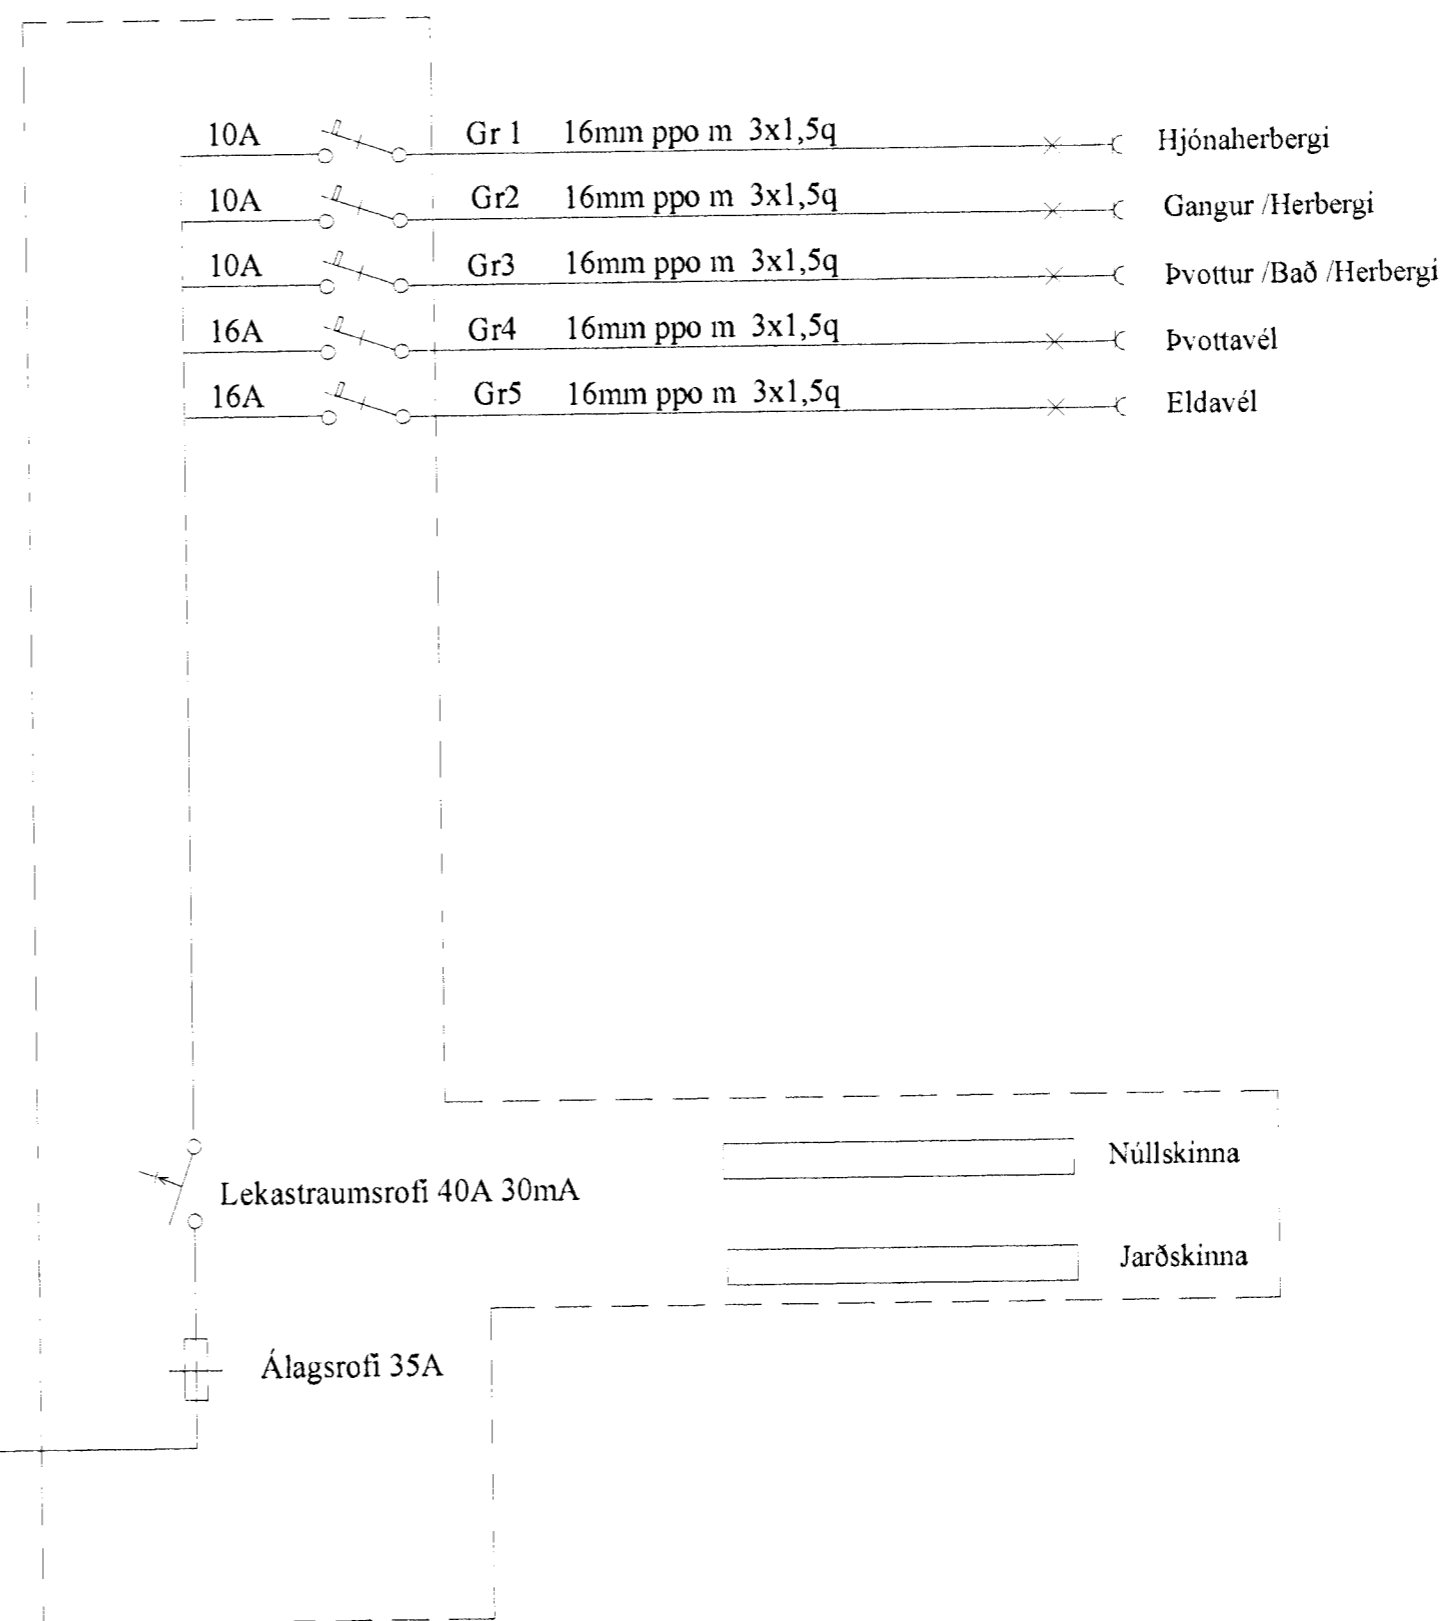 10A Gr 1 16mm ppo m 3x1,5q Hjónaherbergi
10A Gr2 16mm ppo m 3x1,5q Gangur /Herbergi
10A Gr3 16mm ppo m 3x1,5q Þvottur /Bað /Herbergi
16A Gr4 16mm ppo m 3x1,5q Þvottavél
16A Gr5 16mm ppo m 3x1,5q Eldavél
Núllskinna
Lekastraumsrofi 40A 30mA
Jarðskinna
Álagsrofi 35A